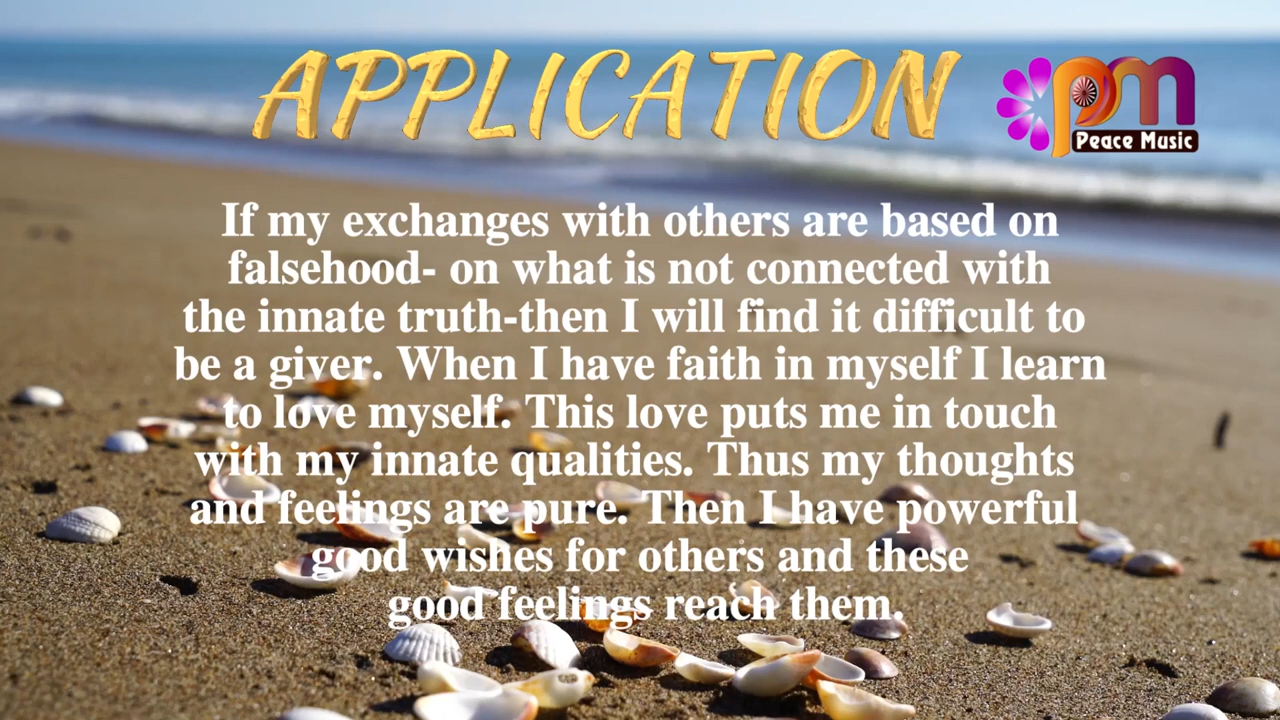 APPLICATION
pm
Peace Music
If my exchanges with others are based on
falsehood- on what is not connected with
the innate truth-then I will find it difficult to
be a giver. When I have faith in myself I learn
to love myself. This love puts me in touch
with my innate qualities. Thus my thoughts
and feelings are pure. Then I have powerful
good wishes for others and these
good feelings reach them.